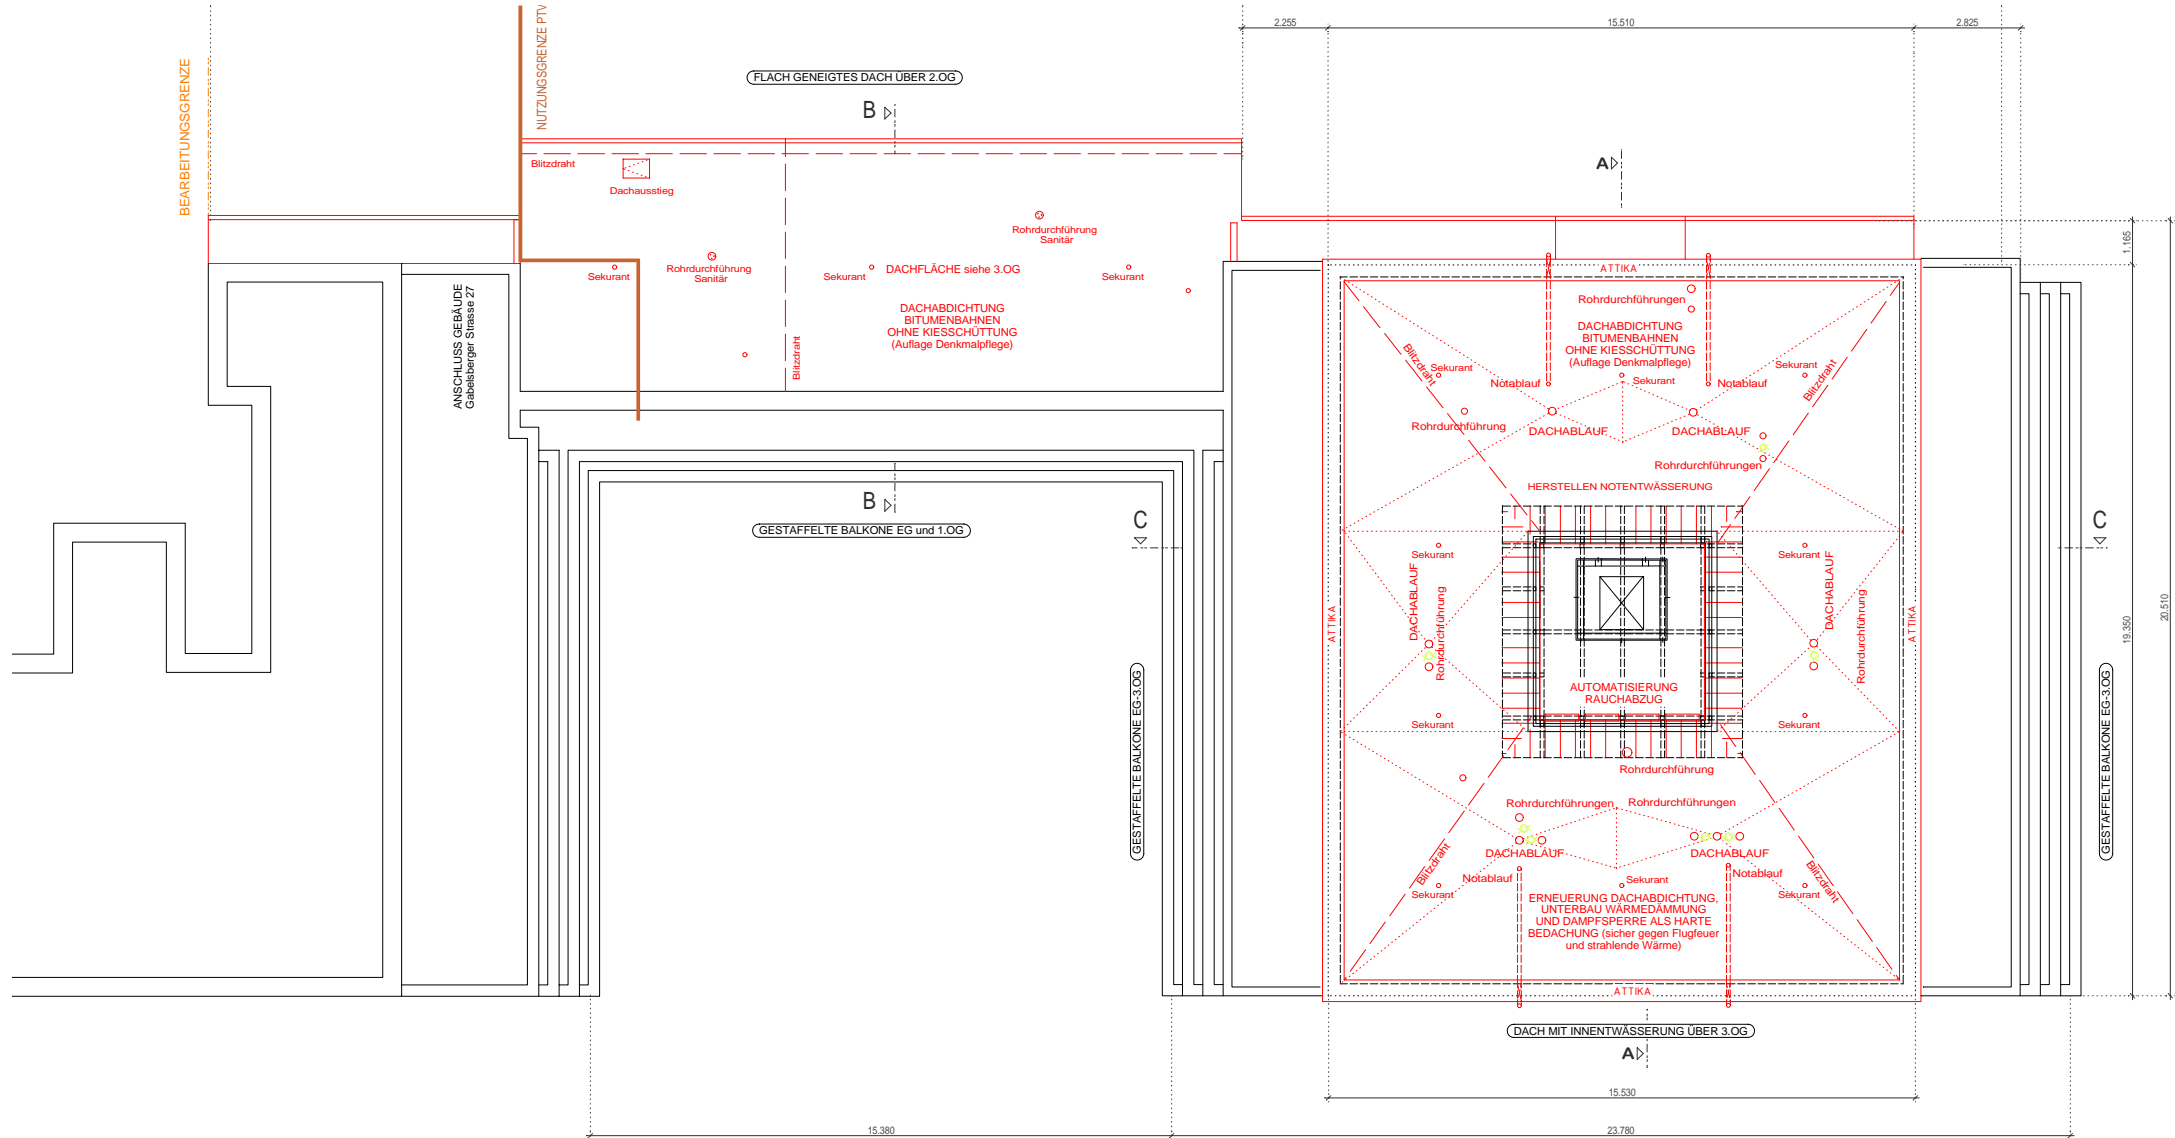 2.255
15.510
2.825
BEARBEITUNGSGRENZE
NUTZUNGSGRENZE PTV
FLACH GENEIGTES DACH ÜBER 2.OG
B
A
Blitzdraht
Dachausstieg
Rohrdurchführung
Sanitär
Sekurant
Rohrdurchführung
Sanitär
Sekurant
DACHFLÄCHE siehe 3.OG
Sekurant
DACHABDICHTUNG
BITUMENBAHNEN
OHNE KIESSCHÜTTUNG
(Auflage Denkmalpflege)
Blitzdraht
ANSCHLUSS GEBÄUDE
Gabelsberger Strasse 27
1.165
ATTIKA
Rohrdurchführungen
DACHABDICHTUNG
BITUMENBAHNEN
OHNE KIESSCHÜTTUNG
(Auflage Denkmalpflege)
Blitzdraht
Sekurant
Sekurant
Sekurant
Blitzdraht
Notablauf
Notablauf
Rohrdurchführung
DACHABLAUF
DACHABLAUF
Rohrdurchführungen
HERSTELLEN NOTENTWÄSSERUNG
B
GESTAFFELTE BALKONE EG und 1.OG
C
C
Sekurant
Sekurant
DACHABLAUF
Rohrdurchführung
DACHABLAUF
Rohrdurchführung
ATTIKA
ATTIKA
19.350
20.510
AUTOMATISIERUNG
RAUCHABZUG
Sekurant
Sekurant
GESTAFFELTE BALKONE EG-3.OG
GESTAFFELTE BALKONE EG-3.OG
Rohrdurchführung
Rohrdurchführungen
Rohrdurchführungen
DACHABLAUF
DACHABLAUF
Blitzdraht
Blitzdraht
Notablauf
Notablauf
Sekurant
Sekurant
Sekurant
ERNEUERUNG DACHABDICHTUNG,
UNTERBAU WÄRMEDÄMMUNG
UND DAMPFSPERRE ALS HARTE
BEDACHUNG (sicher gegen Flugfeuer
und strahlende Wärme)
ATTIKA
DACH MIT INNENTWÄSSERUNG ÜBER 3.OG
A
15.530
15.380
23.780